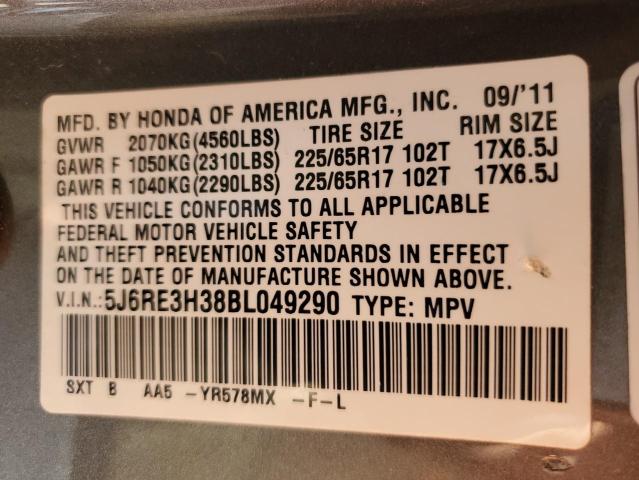 MFD. BY HONDA OF AMERICA MFG., INC. 09/'11
GVWR 2070KG(4560LBS) TIRE SIZE RIM SIZE
GAWR F 1050KG(2310LBS) 225/65R17 102T 17X6.5J
GAWR R 1040KG(2290LBS) 225/65R17 102T 17X6.5J
THIS VEHICLE CONFORMS TO ALL APPLICABLE
FEDERAL MOTOR VEHICLE SAFETY
AND THEFT PREVENTION STANDARDS IN EFFECT
ON THE DATE OF MANUFACTURE SHOWN ABOVE.
V.I.N.: 5J6RE3H38BL049290 TYPE: MPV
SXT B AA5 -YR578MX -F-L